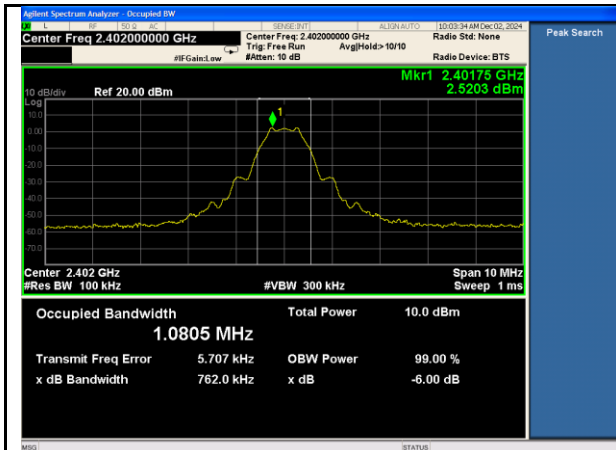 Agilent Spectrum Analyzer - Occupied BW
L RF 50 Ω AC SENSE:INT ALIGN AUTO 10:03:34 AM Dec 02, 2024
Center Freq 2.402000000 GHz Center Freq: 2.402000000 GHz Radio Std: None
Trig: Free Run Avg|Hold:> 10/10
#IFGain:Low #Atten: 10 dB Radio Device: BTS
Peak Search
Mkr1 2.40175 GHz
10 dB/div Ref 20.00 dBm 2.5203 dBm
Log
10.0
0.00
-10.0
-20.0
-30.0
-40.0
-50.0
-60.0
-70.0
1
Center 2.402 GHz Span 10 MHz
#Res BW 100 kHz #VBW 300 kHz Sweep 1 ms
Occupied Bandwidth Total Power 10.0 dBm
1.0805 MHz
Transmit Freq Error 5.707 kHz OBW Power 99.00 %
x dB Bandwidth 762.0 kHz x dB -6.00 dB
MSG STATUS